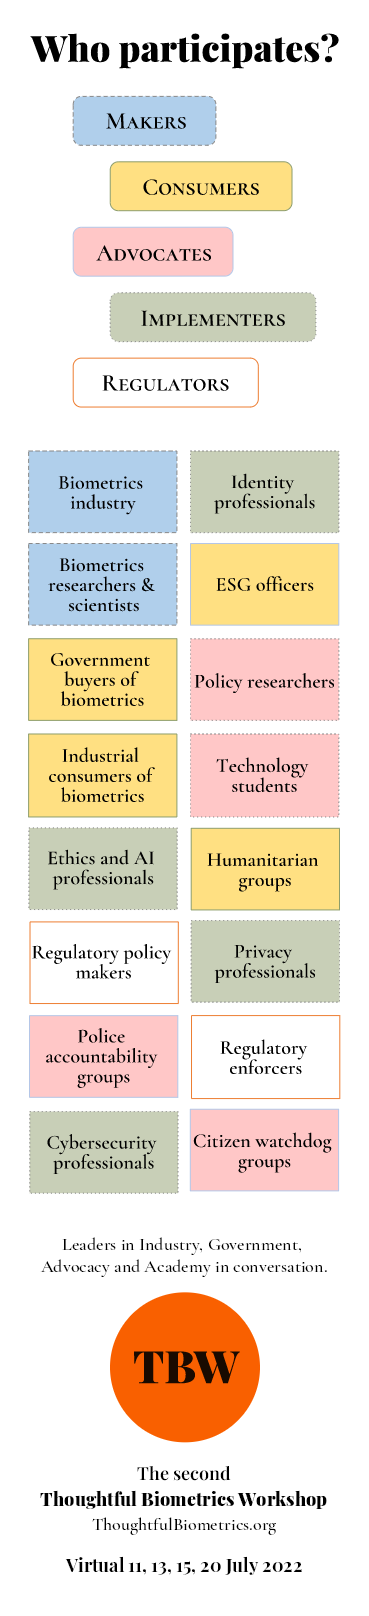 Who participates?
Makers
Consumers
Advocates
Implementers
Regulators
Biometrics
industry
Identity
professionals
Biometrics
researchers &
scientists
ESG officers
Government
buyers of
biometrics
Policy researchers
Industrial
consumers of
biometrics
Technology
students
Ethics and AI
professionals
Humanitarian
groups
Regulatory policy
makers
Privacy
professionals
Police
accountability
groups
Regulatory
enforcers
Cybersecurity
professionals
Citizen watchdog
groups
Leaders in Industry, Government,
Advocacy and Academy in conversation.
TBW
The second
Thoughtful Biometrics Workshop
ThoughtfulBiometrics.org
Virtual 11, 13, 15, 20 July 2022